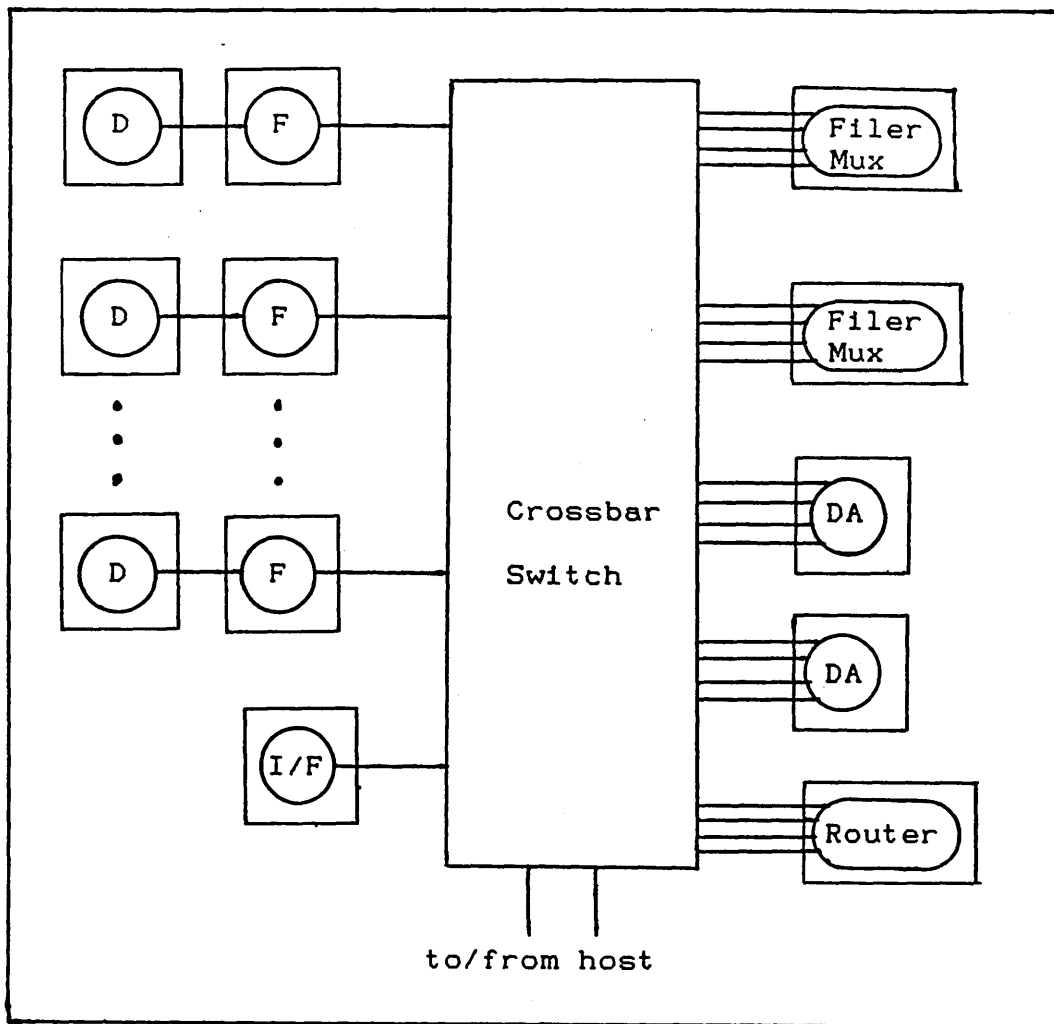 D
F
Filer
Mux
D
F
Filer
Mux
Crossbar
Switch
DA
D
F
DA
I/F
Router
to/from host